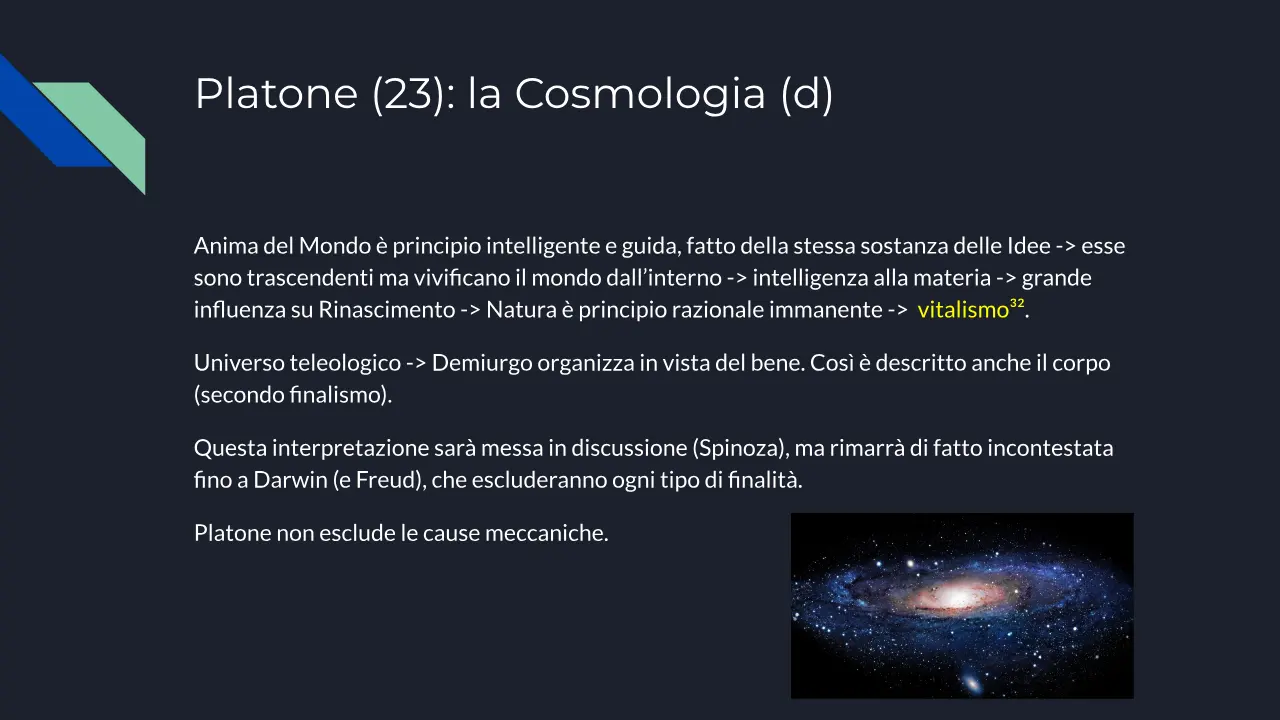 Platone (23): la Cosmologia (d)
Anima del Mondo è principio intelligente e guida, fatto della stessa sostanza delle Idee -> esse
sono trascendenti ma vivificano il mondo dall’interno -> intelligenza alla materia -> grande
influenza su Rinascimento -> Natura è principio razionale immanente -> vitalismo³².
Universo teleologico -> Demiurgo organizza in vista del bene. Così è descritto anche il corpo
(secondo finalismo).
Questa interpretazione sarà messa in discussione (Spinoza), ma rimarrà di fatto incontestata
fino a Darwin (e Freud), che escluderanno ogni tipo di finalità.
Platone non esclude le cause meccaniche.